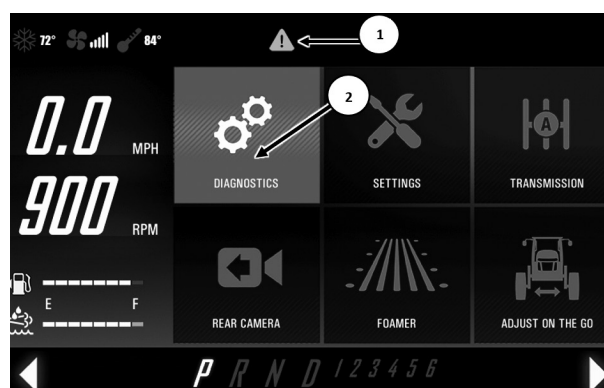 72° 84°
1
2
0.0 MPH
900 RPM
E F
DIAGNOSTICS SETTINGS TRANSMISSION
A
REAR CAMERA FOAMER ADJUST ON THE GO
P R N D 1 2 3 4 5 6